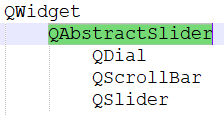 QWidget
QAbstractSlider
QDial
QScrollBar
QSlider